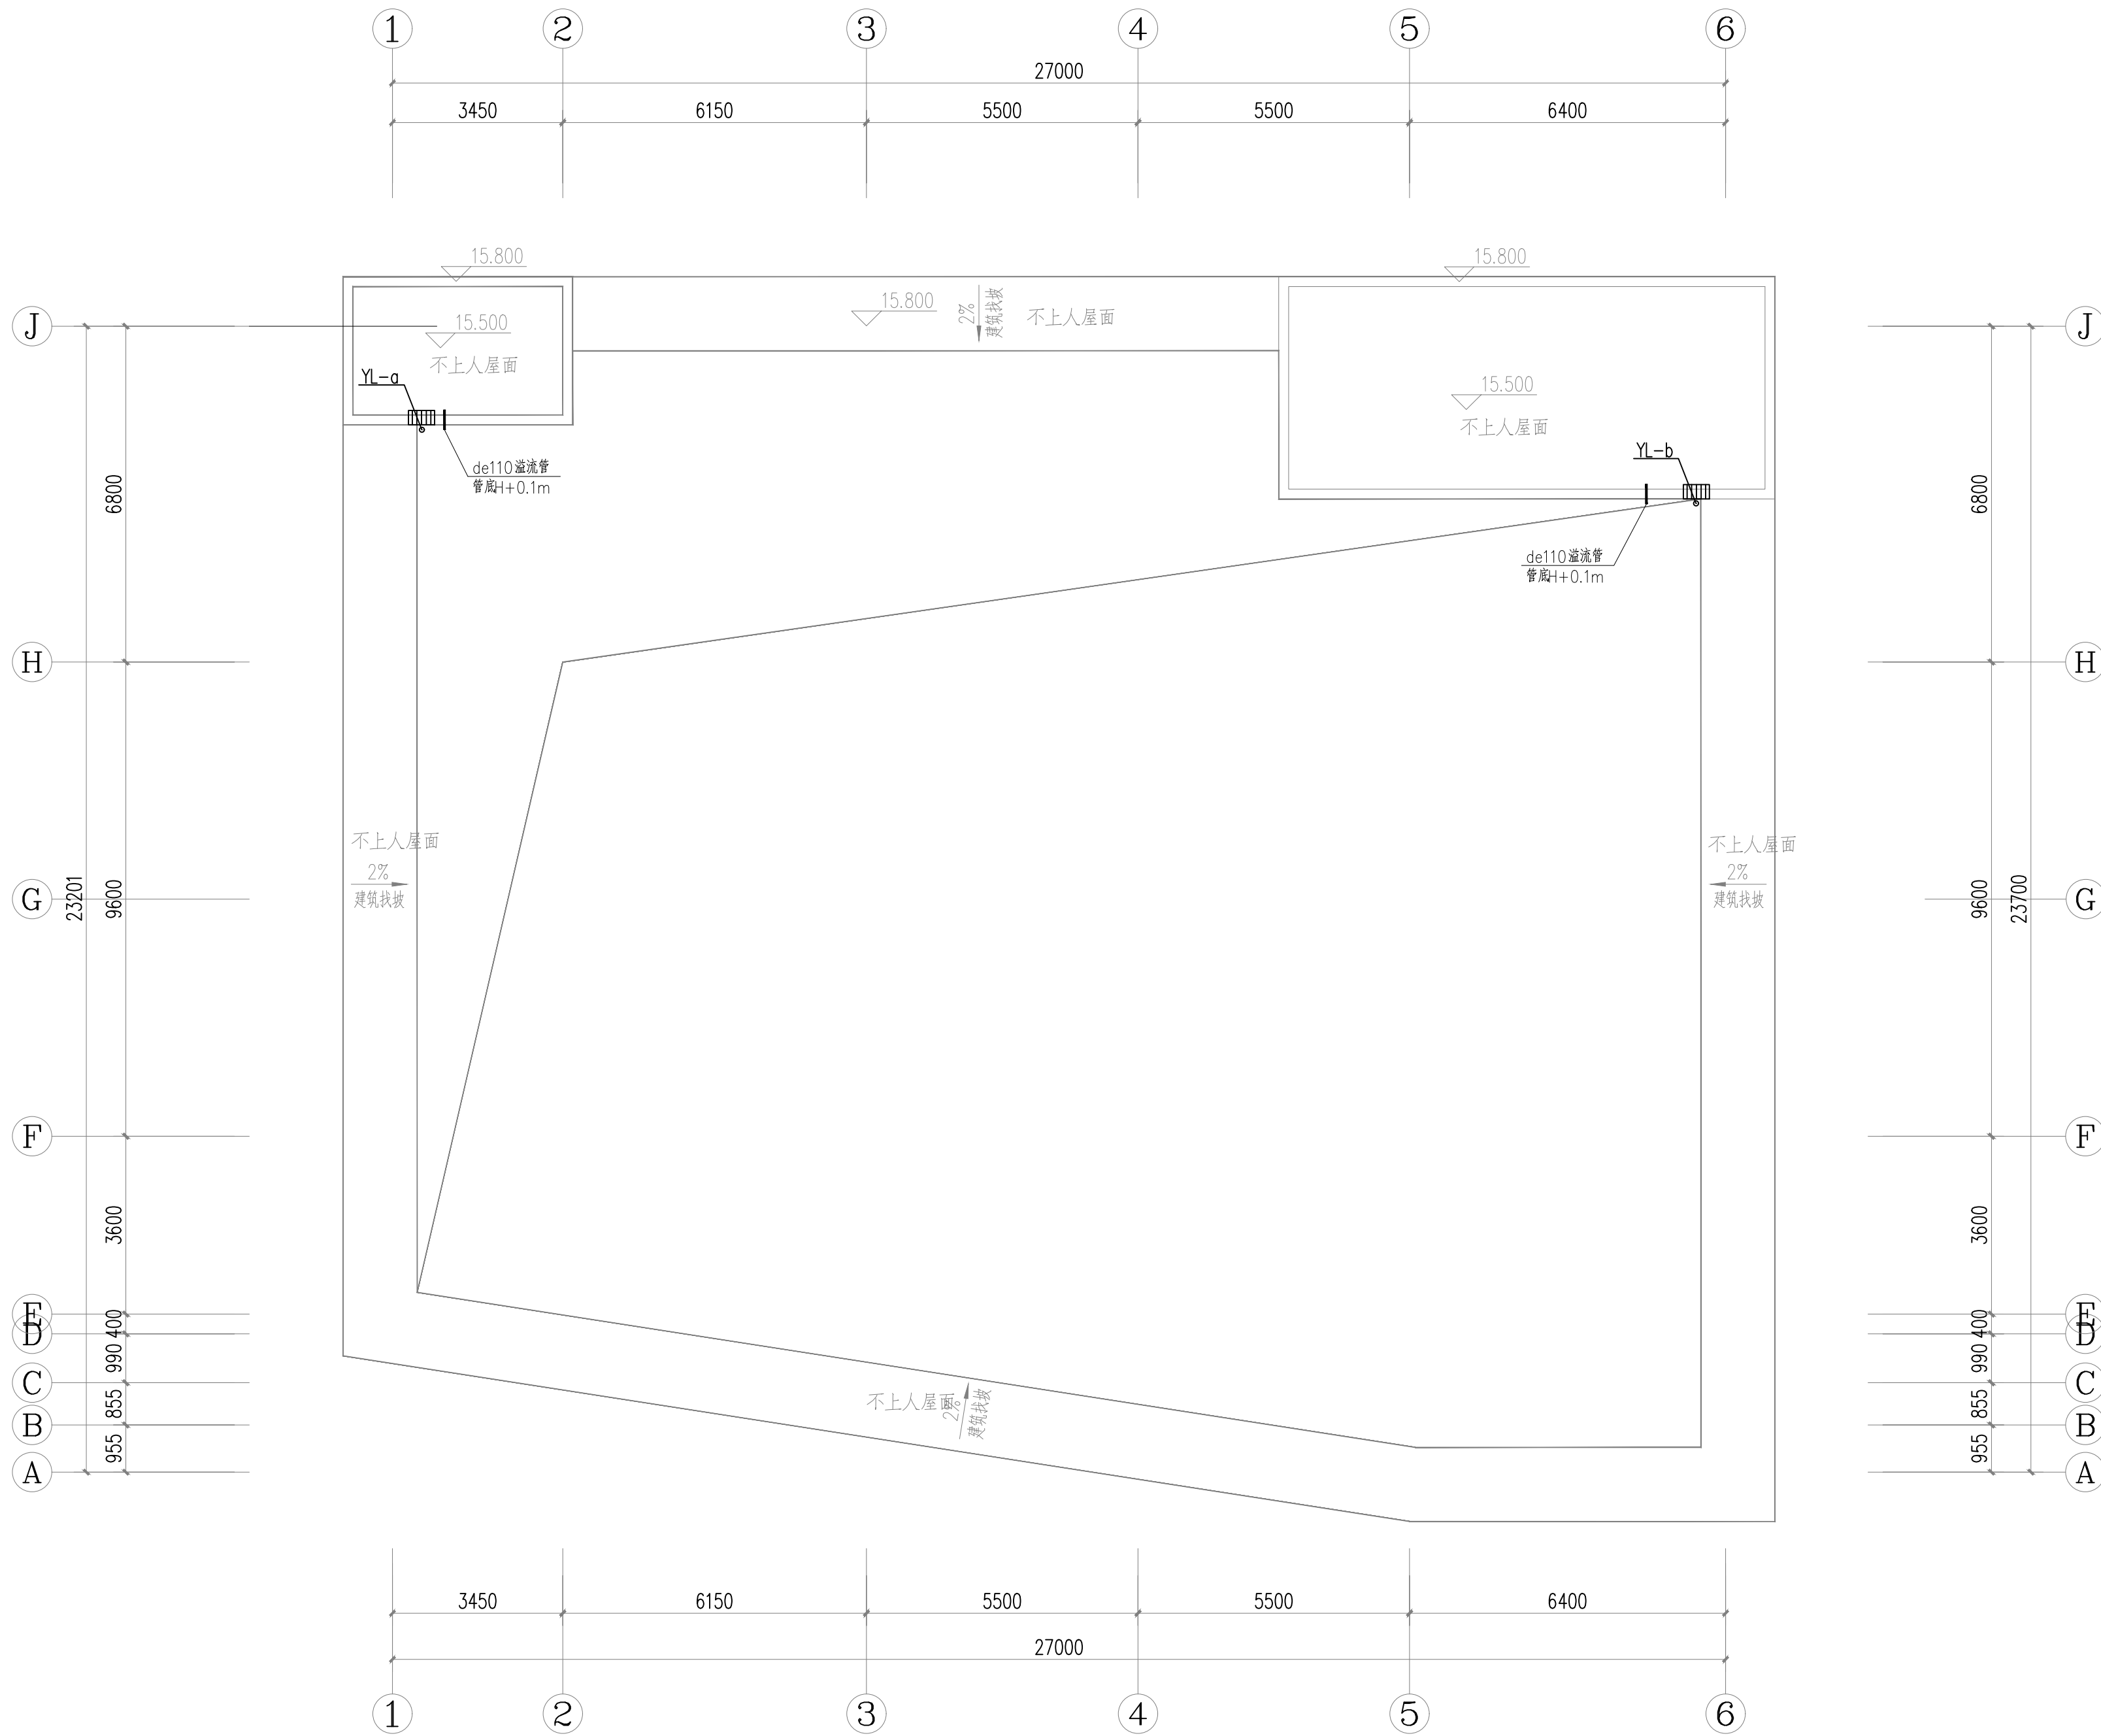 1 2 3 4 5 6
27000
3450 6150 5500 5500 6400
15.800
15.800
15.800
2%
建筑找坡
不上人屋面
15.500
不上人屋面
15.500
不上人屋面
YL-a
YL-b
de110溢流管
管底H+0.1m
de110溢流管
管底H+0.1m
J
H
G
F
E
D
C
B
A
23201
6800
9600
3600
400
990
855
955
不上人屋面
2%
建筑找坡
不上人屋面
2%
建筑找坡
不上人屋面
2%
建筑找坡
J
H
G
F
E
D
C
B
A
6800
9600
3600
400
990
855
955
23700
3450 6150 5500 5500 6400
27000
1 2 3 4 5 6